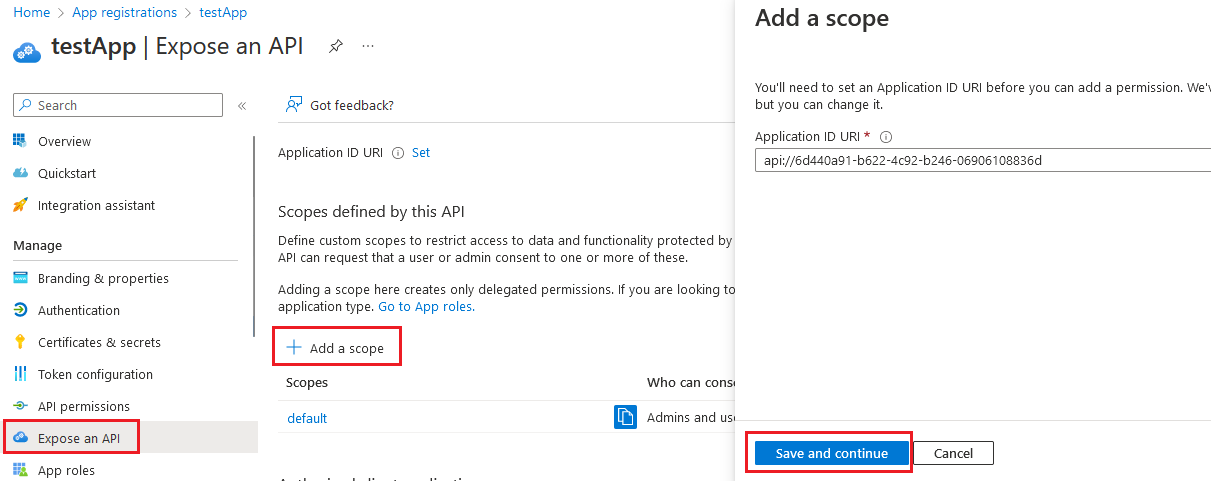 Home > App registrations > testApp
testApp | Expose an API
Search
«
Overview
Quickstart
Integration assistant
Manage
Branding & properties
Authentication
Certificates & secrets
Token configuration
API permissions
Expose an API
App roles
Got feedback?
Application ID URI
Set
Scopes defined by this API
Define custom scopes to restrict access to data and functionality protected by
API can request that a user or admin consent to one or more of these.
Adding a scope here creates only delegated permissions. If you are looking to
application type. Go to App roles.
Add a scope
Scopes
Who can conse
default
Admins and use
Add a scope
You'll need to set an Application ID URI before you can add a permission. We'v
but you can change it.
Application ID URI *
api://6d440a91-b622-4c92-b246-06906108836d
Save and continue
Cancel